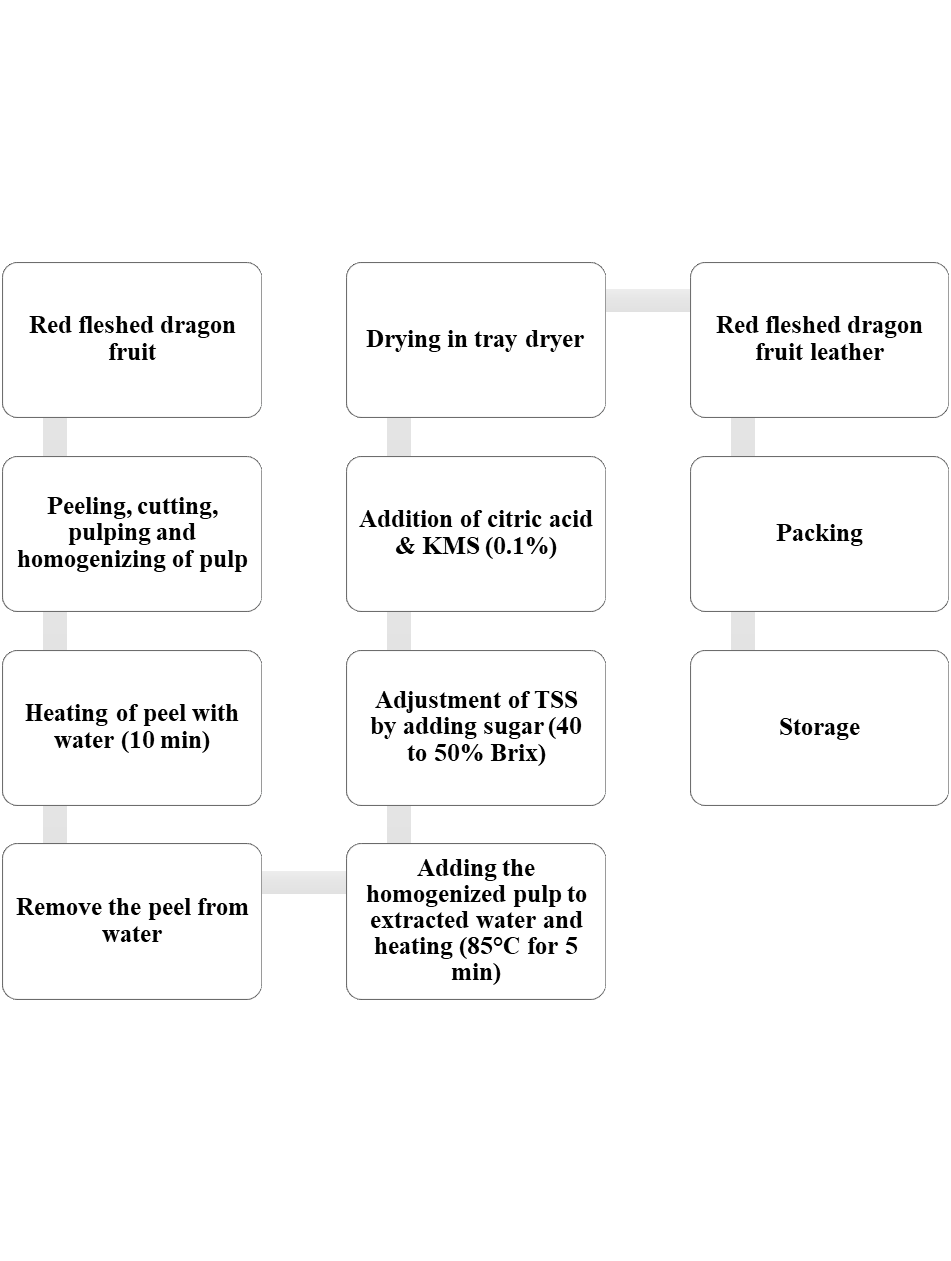 Red fleshed dragon
fruit
Peeling, cutting,
pulping and
homogenizing of pulp
Heating of peel with
water (10 min)
Remove the peel from
water
Adding the
homogenized pulp to
extracted water and
heating (85°C for 5
min)
Adjustment of TSS
by adding sugar (40
to 50% Brix)
Addition of citric acid
& KMS (0.1%)
Drying in tray dryer
Red fleshed dragon
fruit leather
Packing
Storage